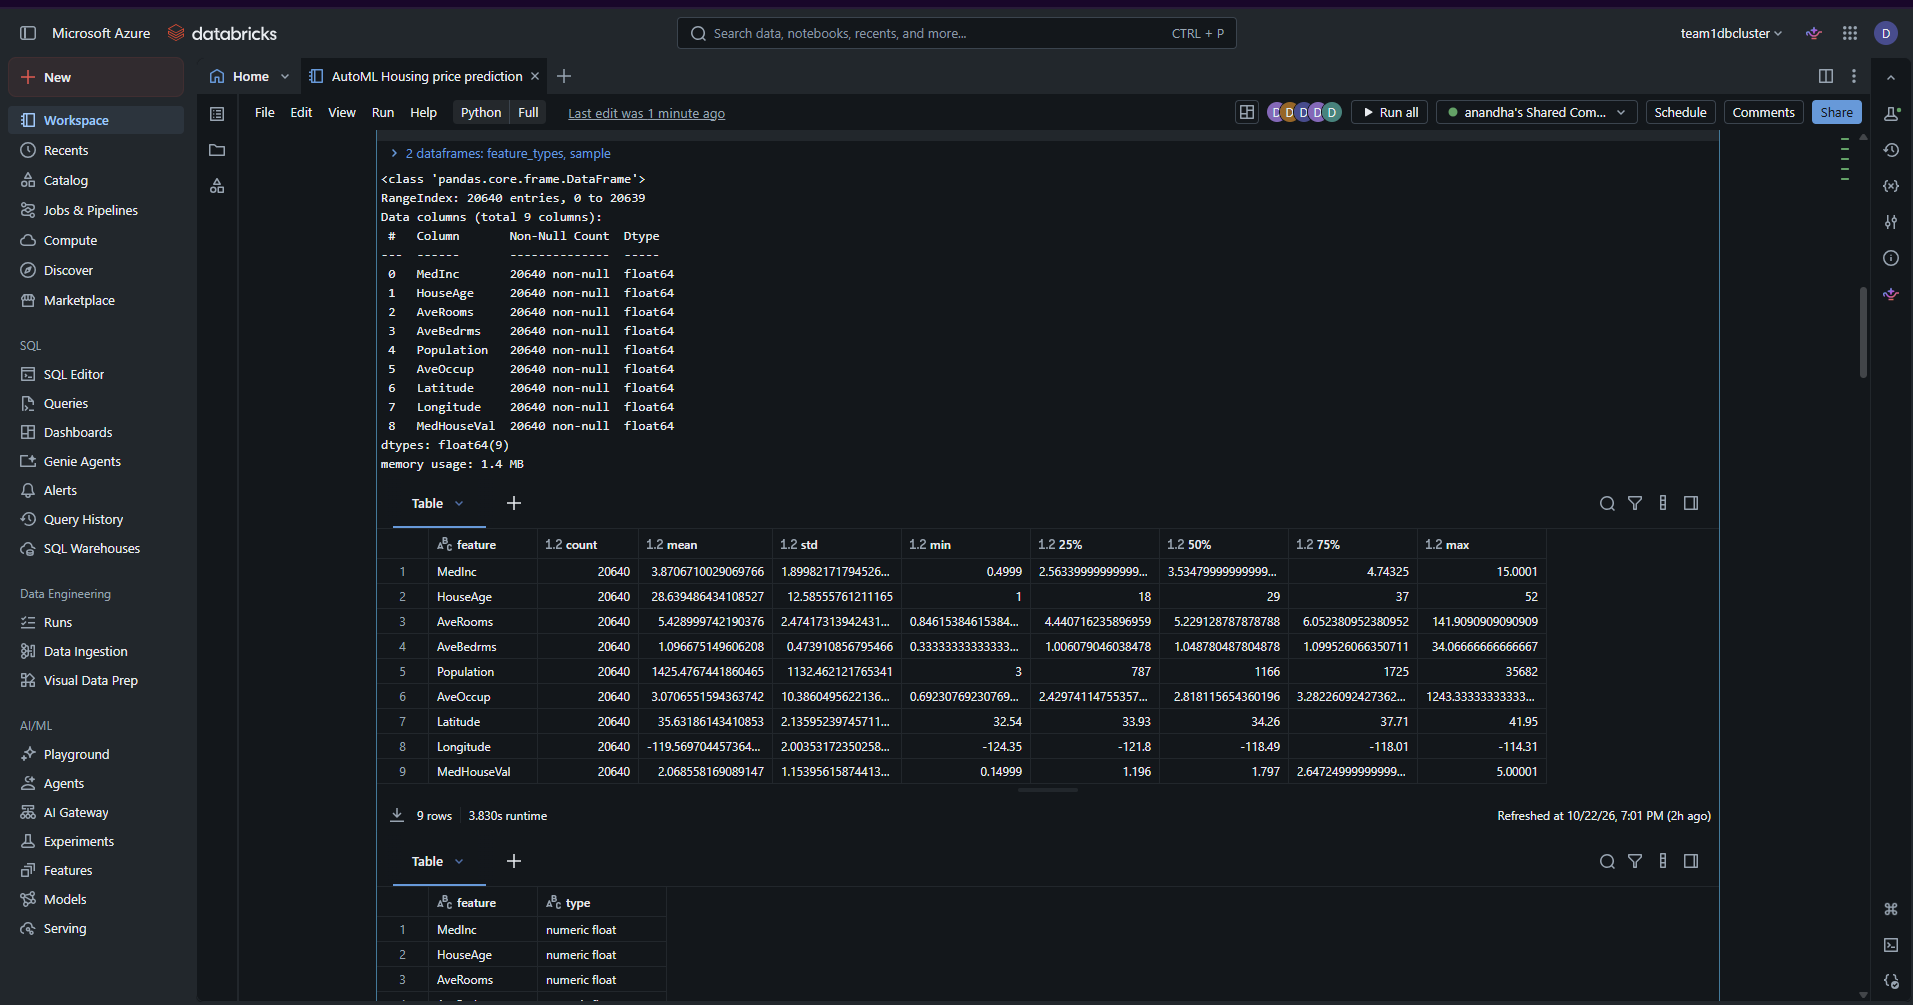 Microsoft Azure databricks
Search data, notebooks, recents, and more... CTRL + P
team1dbcluster D
New
Workspace
Recents
Catalog
Jobs & Pipelines
Compute
Discover
Marketplace
SQL
SQL Editor
Queries
Dashboards
Genie Agents
Alerts
Query History
SQL Warehouses
Data Engineering
Runs
Data Ingestion
Visual Data Prep
AI/ML
Playground
Agents
AI Gateway
Experiments
Features
Models
Serving
Home AutoML Housing price prediction
File Edit View Run Help Python Full Last edit was 1 minute ago
D D D D D Run all anandha's Shared Com... Schedule Comments Share
2 dataframes: feature_types, sample
<class 'pandas.core.frame.DataFrame'>
RangeIndex: 20640 entries, 0 to 20639
Data columns (total 9 columns):
# Column Non-Null Count Dtype
--- ------ -------------- -----
0 MedInc 20640 non-null float64
1 HouseAge 20640 non-null float64
2 AveRooms 20640 non-null float64
3 AveBedrms 20640 non-null float64
4 Population 20640 non-null float64
5 AveOccup 20640 non-null float64
6 Latitude 20640 non-null float64
7 Longitude 20640 non-null float64
8 MedHouseVal 20640 non-null float64
dtypes: float64(9)
memory usage: 1.4 MB
Table
ABC feature 1.2 count 1.2 mean 1.2 std 1.2 min 1.2 25% 1.2 50% 1.2 75% 1.2 max
1 MedInc 20640 3.8706710029069766 1.89982171794526... 0.4999 2.56339999999999... 3.53479999999999... 4.74325 15.0001
2 HouseAge 20640 28.639486434108527 12.58555761211165 1 18 29 37 52
3 AveRooms 20640 5.428999742190376 2.47417313942431... 0.84615384615384... 4.440716235896959 5.229128787878788 6.052380952380952 141.9090909090909
4 AveBedrms 20640 1.096675149606208 0.473910856795466 0.33333333333333... 1.006079046038478 1.048780487804878 1.099526066350711 34.06666666666667
5 Population 20640 1425.4767441860465 1132.462121765341 3 787 1166 1725 35682
6 AveOccup 20640 3.0706551594363742 10.3860495622136... 0.69230769230769... 2.42974114755357... 2.818115654360196 3.28226092427362... 1243.33333333333...
7 Latitude 20640 35.63186143410853 2.13595239745711... 32.54 33.93 34.26 37.71 41.95
8 Longitude 20640 -119.569704457364... 2.00353172350258... -124.35 -121.8 -118.49 -118.01 -114.31
9 MedHouseVal 20640 2.068558169089147 1.15395615874413... 0.14999 1.196 1.797 2.64724999999999... 5.00001
9 rows 3.830s runtime Refreshed at 10/22/26, 7:01 PM (2h ago)
Table
ABC feature ABC type
1 MedInc numeric float
2 HouseAge numeric float
3 AveRooms numeric float